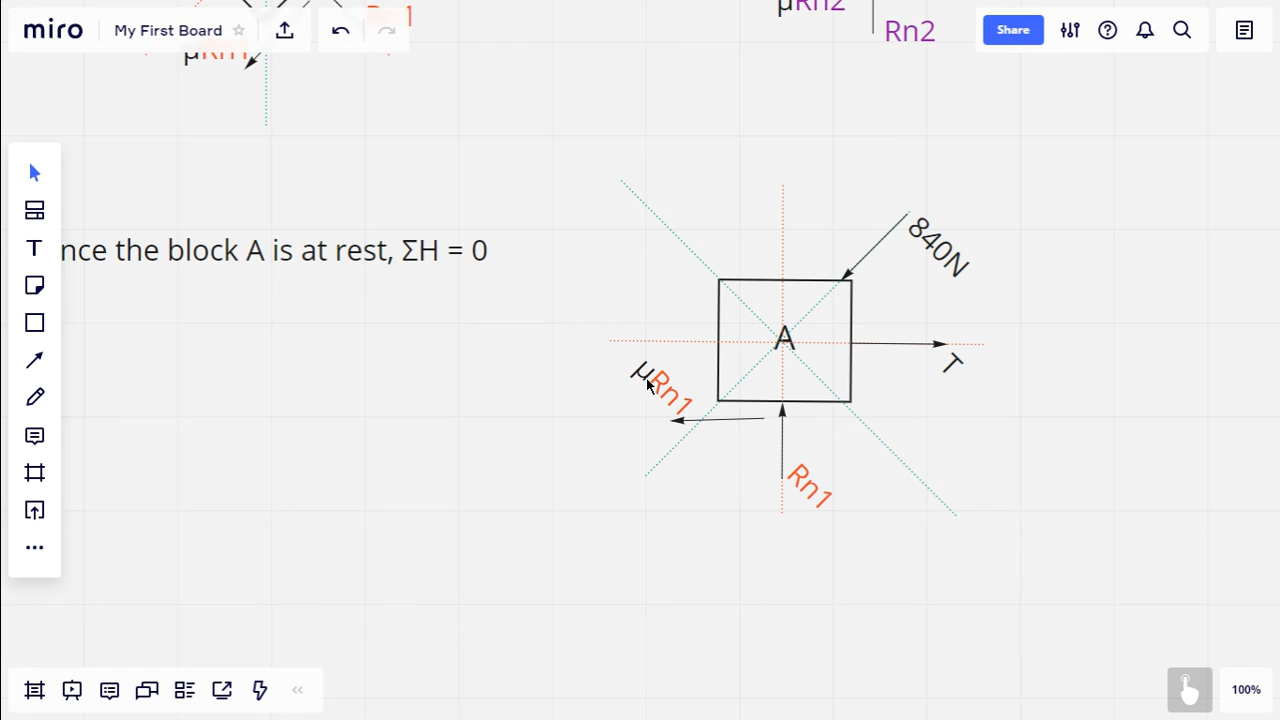 miro
My First Board
Share
μRn1
μRn2
Rn2
nce the block A is at rest, ΣH = 0
840N
A
T
μRn1
Rn1
T
100%